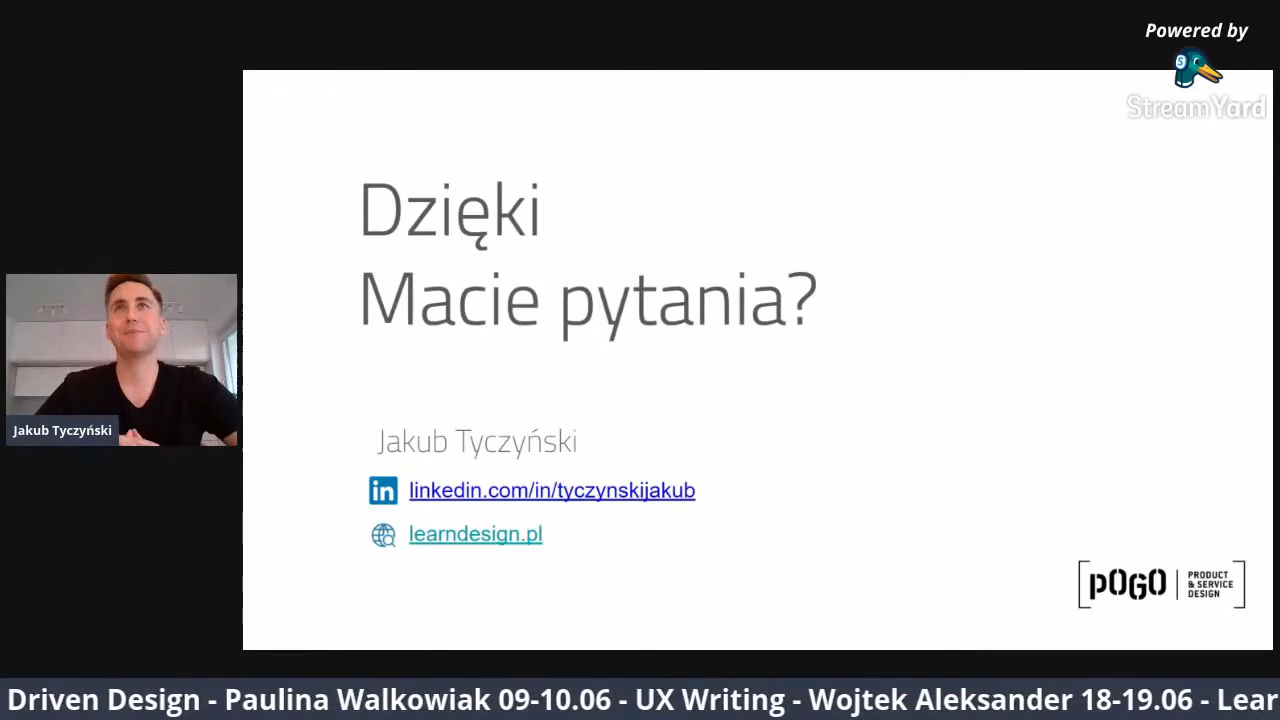 Powered by
StreamYard
Dzięki
Macie pytania?
Jakub Tyczyński
Jakub Tyczyński
linkedin.com/in/tyczynskijakub
learndesign.pl
pOGO
PRODUCT
& SERVICE
DESIGN
Driven Design - Paulina Walkowiak 09-10.06 - UX Writing - Wojtek Aleksander 18-19.06 - Lear